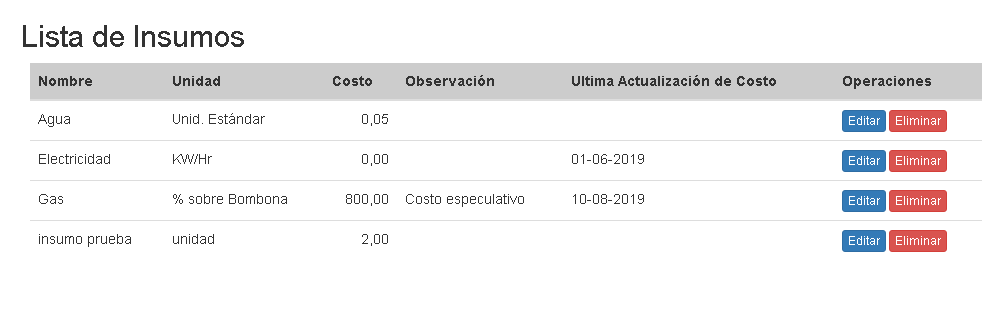 Lista de Insumos
Nombre Unidad Costo Observación Ultima Actualización de Costo Operaciones
Agua Unid. Estándar 0,05 Editar Eliminar
Electricidad KW/Hr 0,00 01-06-2019 Editar Eliminar
Gas % sobre Bombona 800,00 Costo especulativo 10-08-2019 Editar Eliminar
insumo prueba unidad 2,00 Editar Eliminar